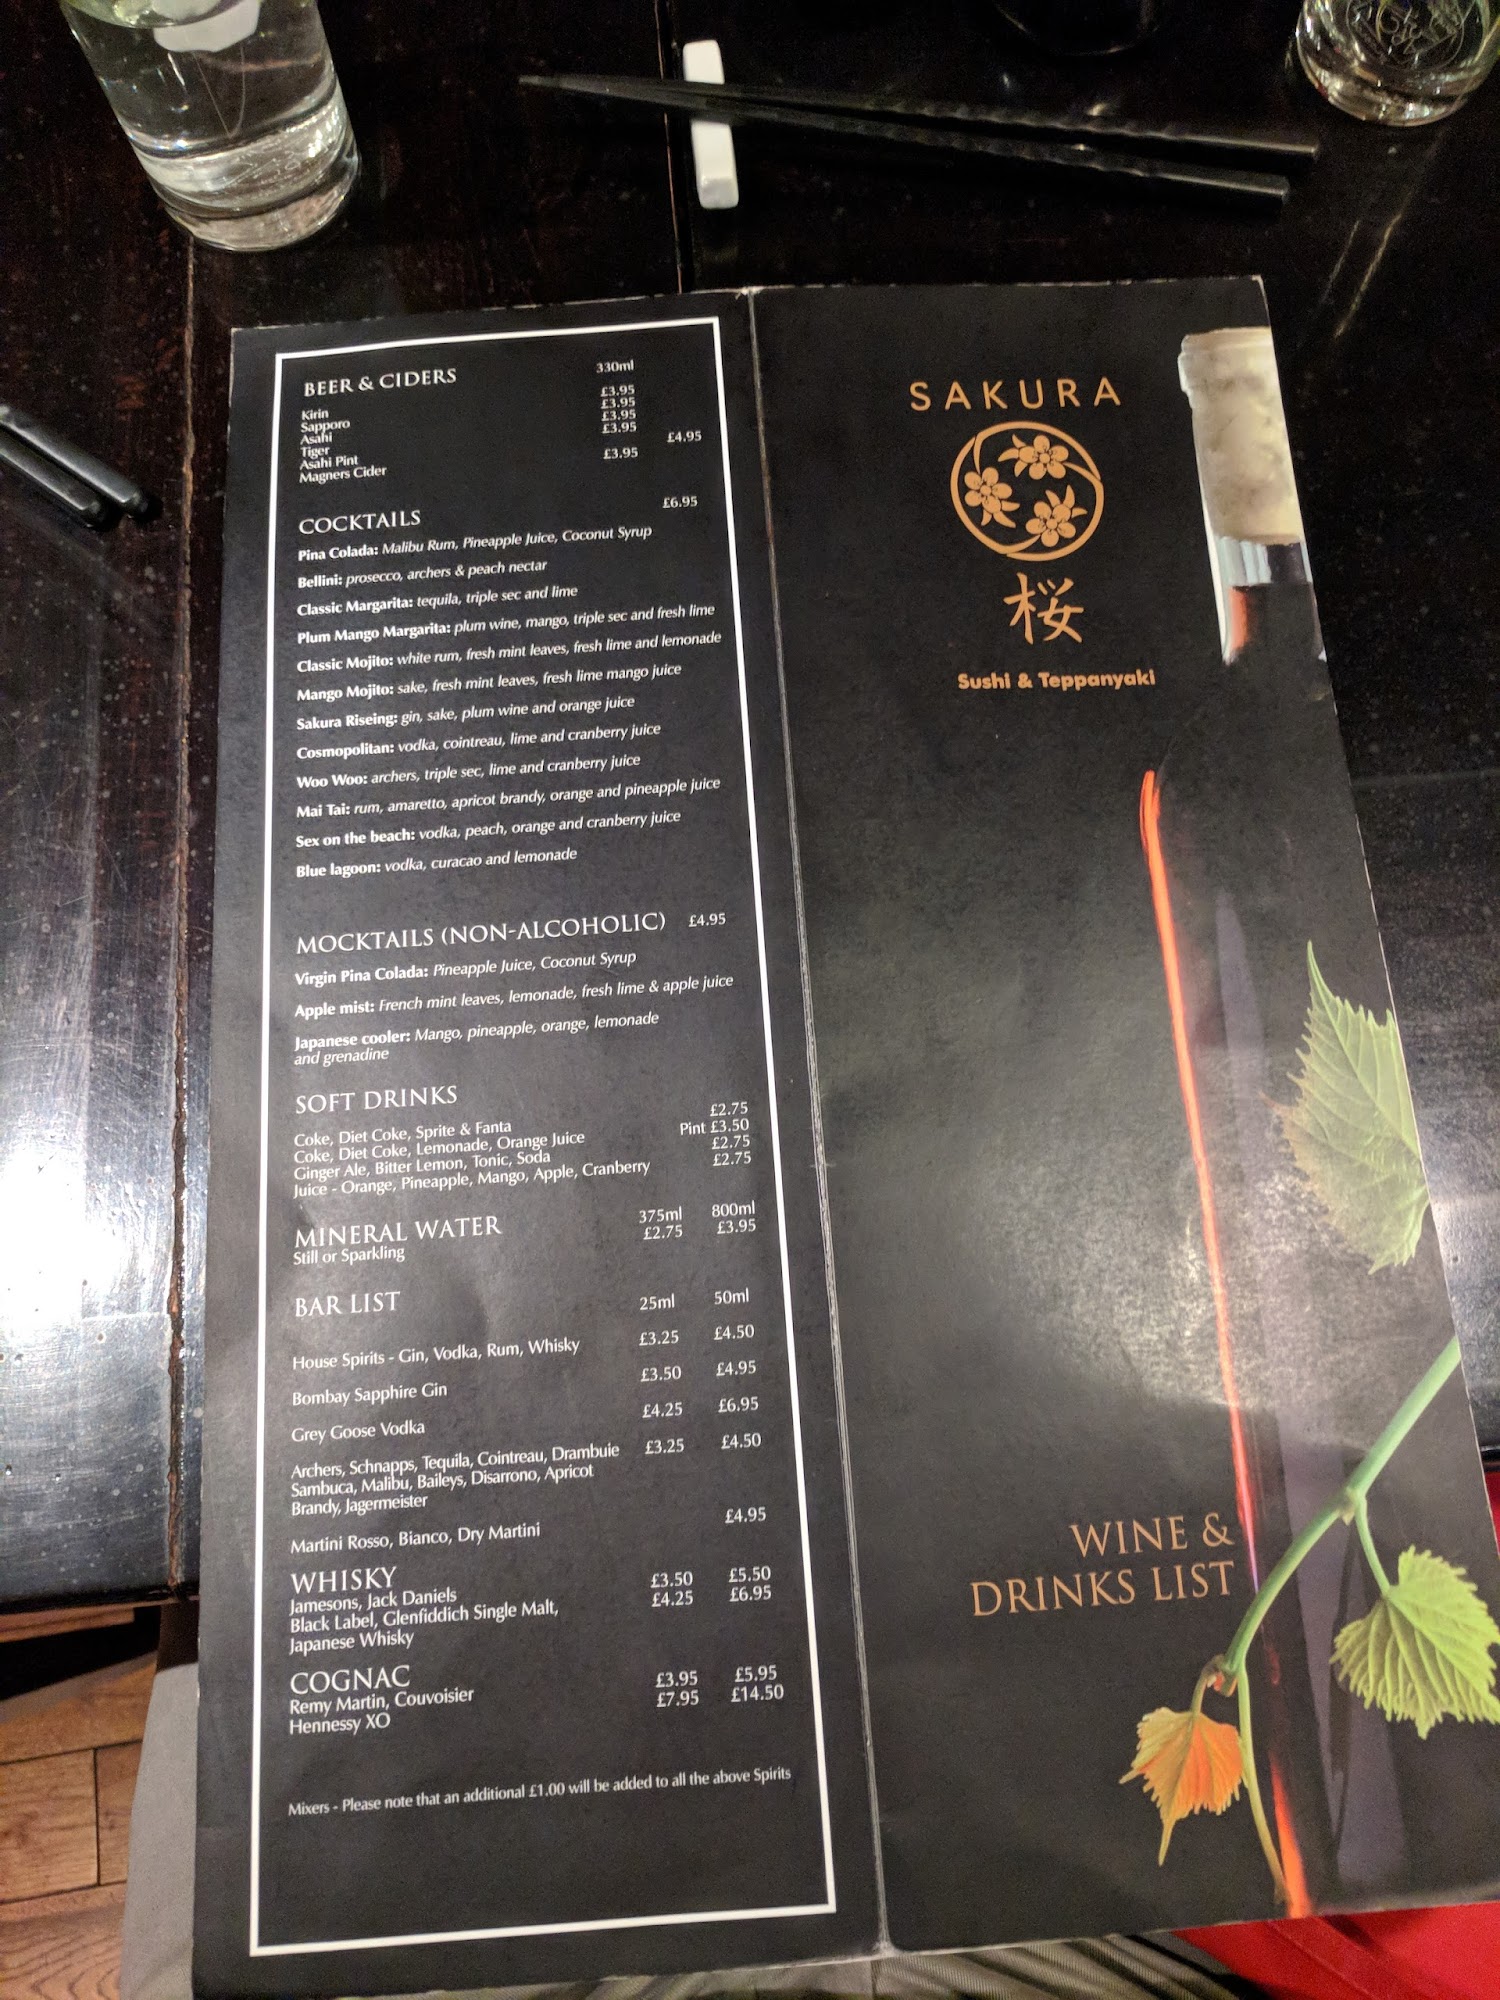 BEER & CIDERS 330ml
Kirin £3.95
Sapporo £3.95
Asahi £3.95
Tiger £3.95
Asahi Pint £4.95
Magners Cider £3.95
COCKTAILS £6.95
Pina Colada: Malibu Rum, Pineapple Juice, Coconut Syrup
Bellini: prosecco, archers & peach nectar
Classic Margarita: tequila, triple sec and lime
Plum Mango Margarita: plum wine, mango, triple sec and fresh lime
Classic Mojito: white rum, fresh mint leaves, fresh lime and lemonade
Mango Mojito: sake, fresh mint leaves, fresh lime mango juice
Sakura Riseing: gin, sake, plum wine and orange juice
Cosmopolitan: vodka, cointreau, lime and cranberry juice
Woo Woo: archers, triple sec, lime and cranberry juice
Mai Tai: rum, amaretto, apricot brandy, orange and pineapple juice
Sex on the beach: vodka, peach, orange and cranberry juice
Blue lagoon: vodka, curacao and lemonade
MOCKTAILS (NON-ALCOHOLIC) £4.95
Virgin Pina Colada: Pineapple Juice, Coconut Syrup
Apple mist: French mint leaves, lemonade, fresh lime & apple juice
Japanese cooler: Mango, pineapple, orange, lemonade
and grenadine
SOFT DRINKS
Coke, Diet Coke, Sprite & Fanta £2.75
Coke, Diet Coke, Lemonade, Orange Juice Pint £3.50
Ginger Ale, Bitter Lemon, Tonic, Soda £2.75
Juice - Orange, Pineapple, Mango, Apple, Cranberry £2.75
MINERAL WATER 375ml 800ml
Still or Sparkling £2.75 £3.95
BAR LIST 25ml 50ml
House Spirits - Gin, Vodka, Rum, Whisky £3.25 £4.50
Bombay Sapphire Gin £3.50 £4.95
Grey Goose Vodka £4.25 £6.95
Archers, Schnapps, Tequila, Cointreau, Drambuie £3.25 £4.50
Sambuca, Malibu, Baileys, Disarrono, Apricot
Brandy, Jagermeister
Martini Rosso, Bianco, Dry Martini £4.95
WHISKY
Jamesons, Jack Daniels £3.50 £5.50
Black Label, Glenfiddich Single Malt, £4.25 £6.95
Japanese Whisky
COGNAC
Remy Martin, Couvoisier £3.95 £5.95
Hennessy XO £7.95 £14.50
Mixers - Please note that an additional £1.00 will be added to all the above Spirits
SAKURA
桜
Sushi & Teppanyaki
WINE &
DRINKS LIST